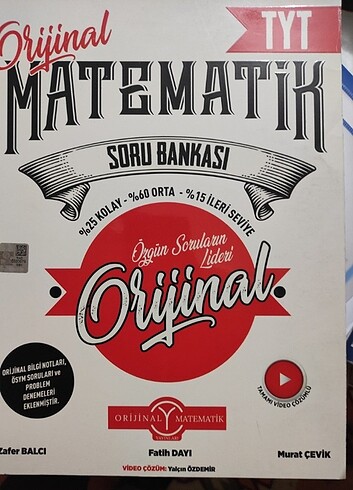 Orijinal
TYT
MATEMATİK
SORU BANKASI
%25 KOLAY - %60 ORTA - %15 İLERİ SEVİYE
Özgün Soruların
Lideri
Orijinal
ORİJİNAL BİLGİ NOTLARI,
ÖSYM SORULARI ve
PROBLEM
DENEMELERİ
EKLENMİŞTİR.
TAMAMI VİDEO ÇÖZÜMLÜ
ORİJİNAL MATEMATİK
YAYINLARI
Zafer BALCI
Fatih DAYI
Murat ÇEVİK
VİDEO ÇÖZÜM: Yalçın ÖZDEMİR